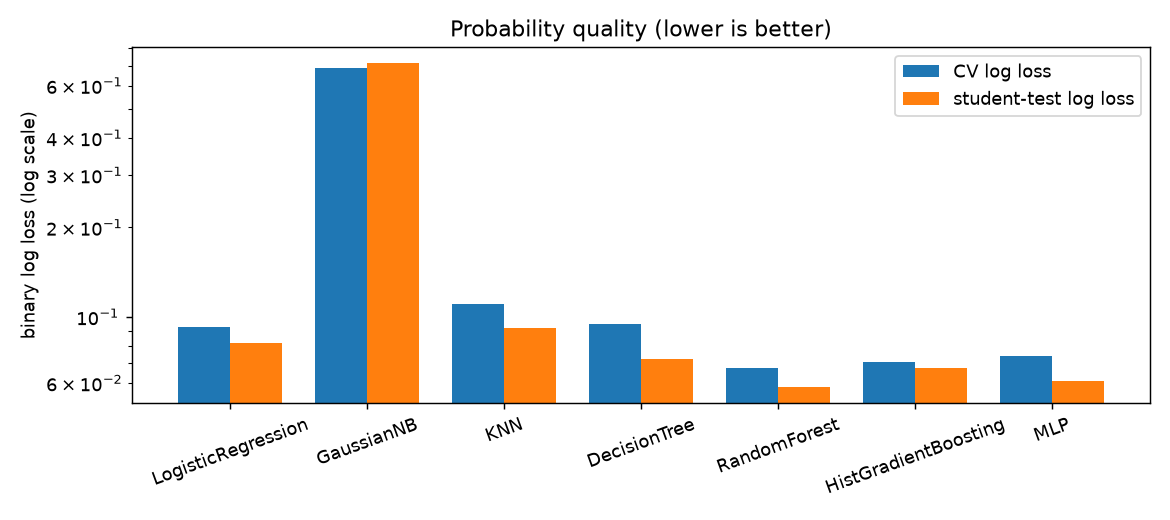 Probability quality (lower is better)
CV log loss
student-test log loss
binary log loss (log scale)
6 × 10⁻¹
4 × 10⁻¹
3 × 10⁻¹
2 × 10⁻¹
10⁻¹
6 × 10⁻²
LogisticRegression
GaussianNB
KNN
DecisionTree
RandomForest
HistGradientBoosting
MLP